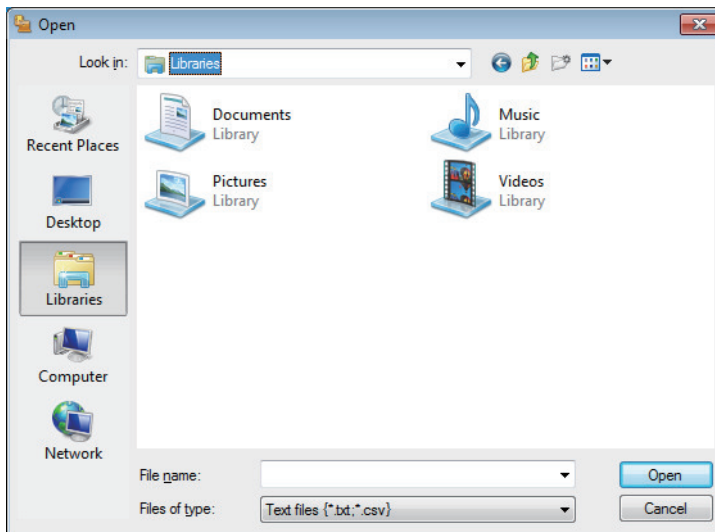 Open
Look in:
Libraries
Recent Places
Desktop
Libraries
Computer
Network
Documents
Library
Music
Library
Pictures
Library
Videos
Library
File name:
Open
Files of type:
Text files {*.txt;*.csv}
Cancel